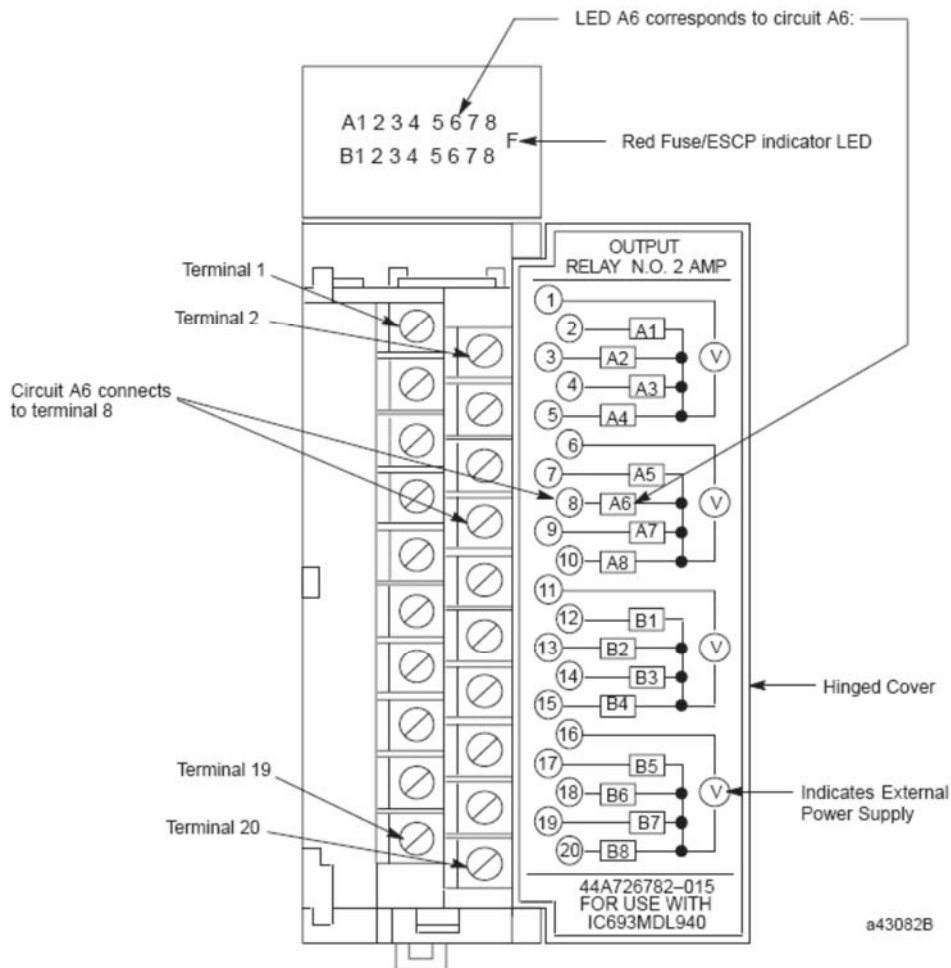 LED A6 corresponds to circuit A6:
A1 2 3 4 5 6 7 8
F
Red Fuse/ESCP indicator LED
B1 2 3 4 5 6 7 8
OUTPUT
RELAY N.O. 2 AMP
Terminal 1
Terminal 2
Circuit A6 connects
to terminal 8
Terminal 19
Terminal 20
1
2 A1
3 A2
V
4 A3
5 A4
6
7 A5
8 A6
V
9 A7
10 A8
11
12 B1
13 B2
V
14 B3
15 B4
16
17 B5
18 B6
V
19 B7
20 B8
Hinged Cover
Indicates External
Power Supply
44A726782–015
FOR USE WITH
IC693MDL940
a43082B